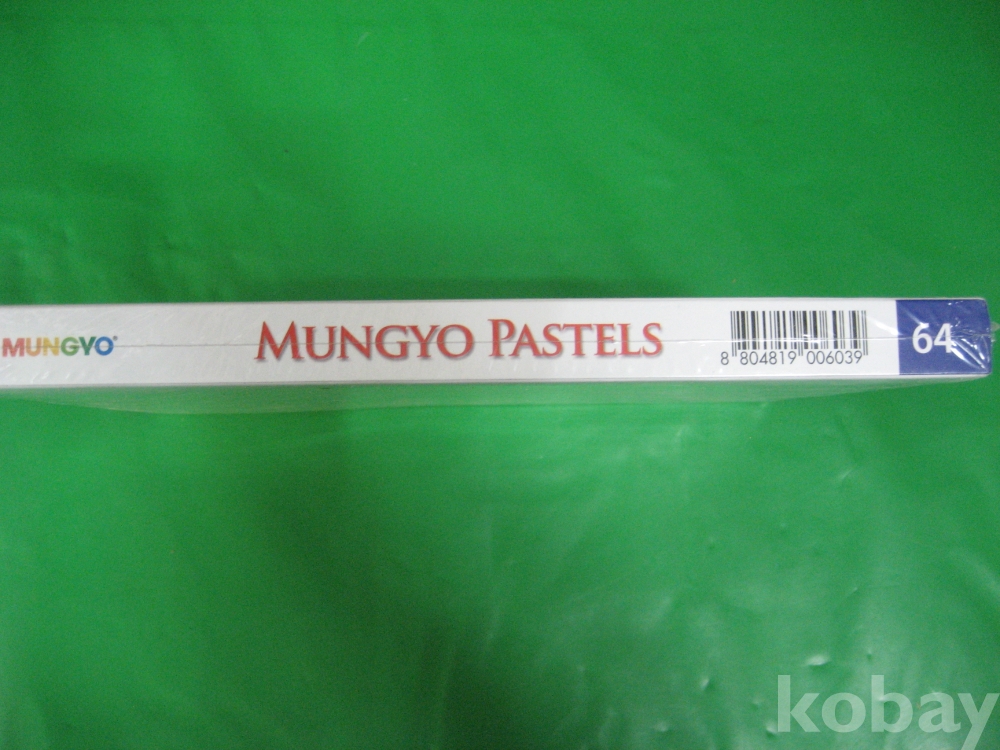 MUNGYO®
MUNGYO PASTELS
8 804819 006039
64
kobay